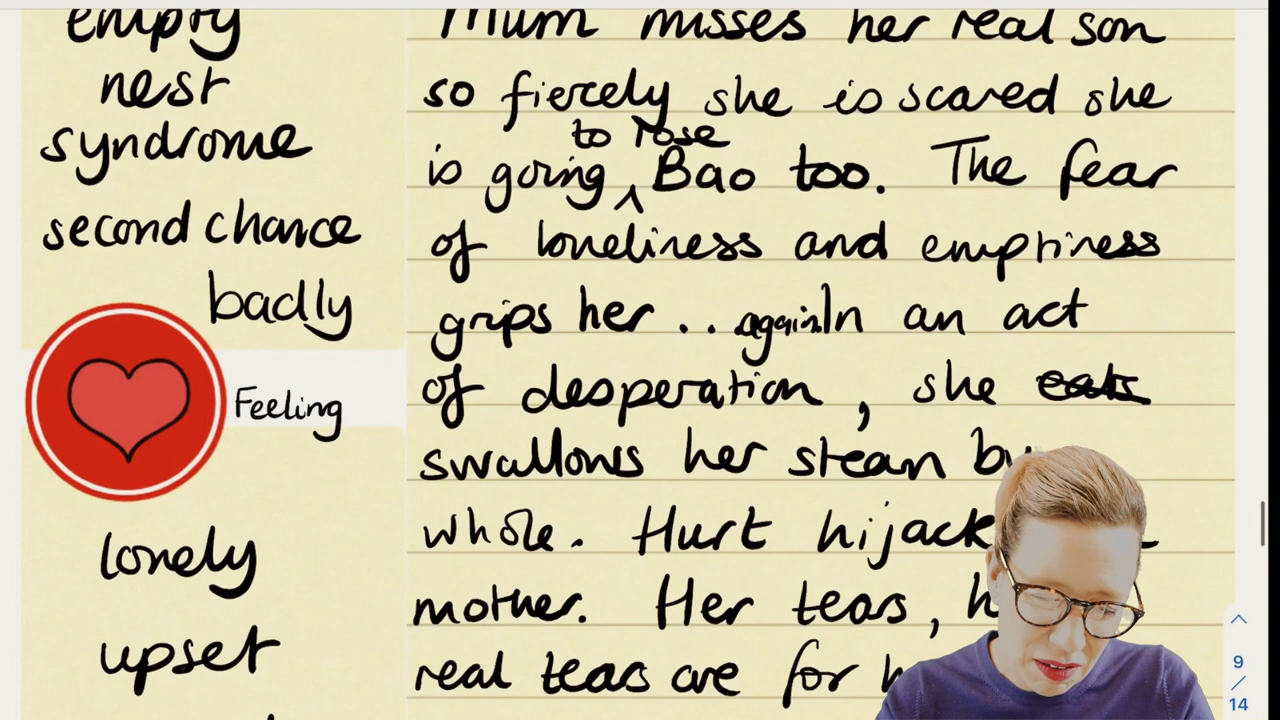 empty
nest
syndrome
second chance
badly
Feeling
lonely
upset
Mum misses her real son
so fiercely she is scared she
to lose
is going ^ Bao too. The fear
of loneliness and emptiness
grips her .. again. In an act
of desperation, she eats
swallows her steam
whole. Hurt
mother. Her tears,
real tears are for
9
/
14